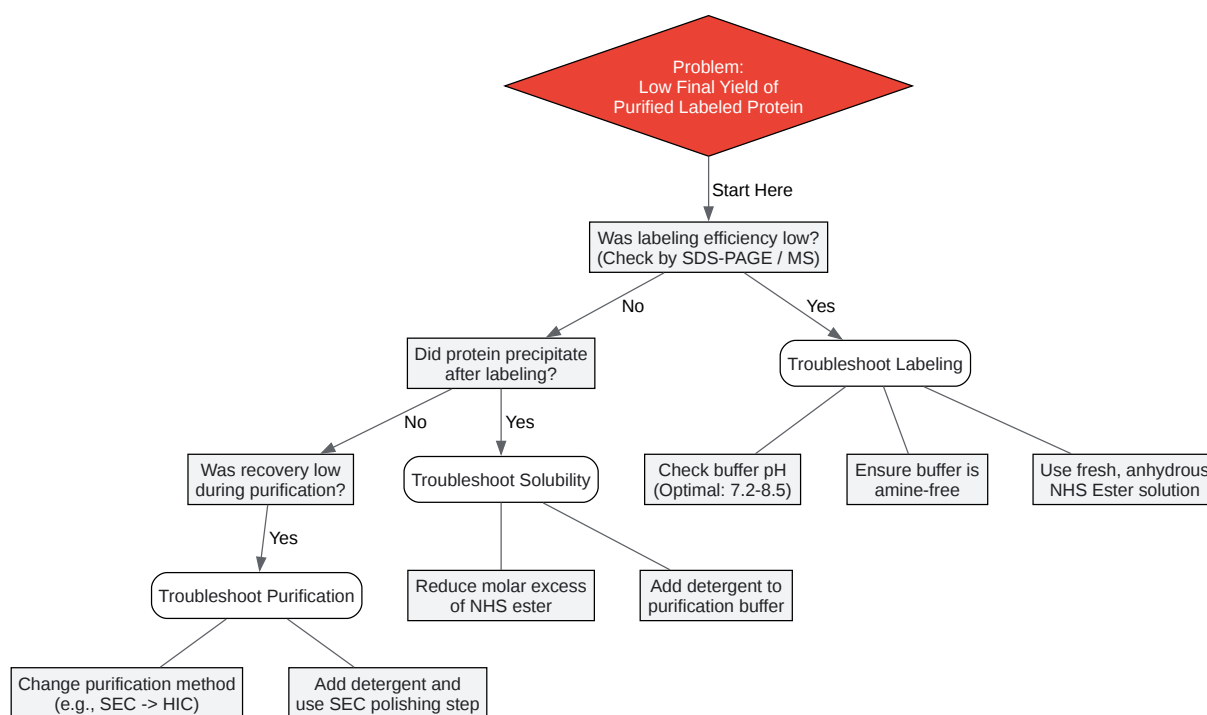 Problem:
Low Final Yield of
Purified Labeled Protein
Start Here
Was labeling efficiency low?
(Check by SDS-PAGE / MS)
No
Yes
Did protein precipitate
after labeling?
Troubleshoot Labeling
No
Yes
Was recovery low
during purification?
Troubleshoot Solubility
Check buffer pH
(Optimal: 7.2-8.5)
Ensure buffer is
amine-free
Use fresh, anhydrous
NHS Ester solution
Yes
Troubleshoot Purification
Reduce molar excess
of NHS ester
Add detergent to
purification buffer
Change purification method
(e.g., SEC -> HIC)
Add detergent and
use SEC polishing step